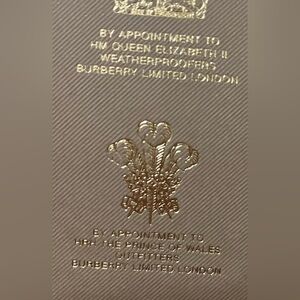 BY APPOINTMENT TO
HM QUEEN ELIZABETH II
WEATHERPROOFERS
BURBERRY LIMITED LONDON
BY APPOINTMENT TO
HRH THE PRINCE OF WALES
OUTFITTERS
BURBERRY LIMITED LONDON